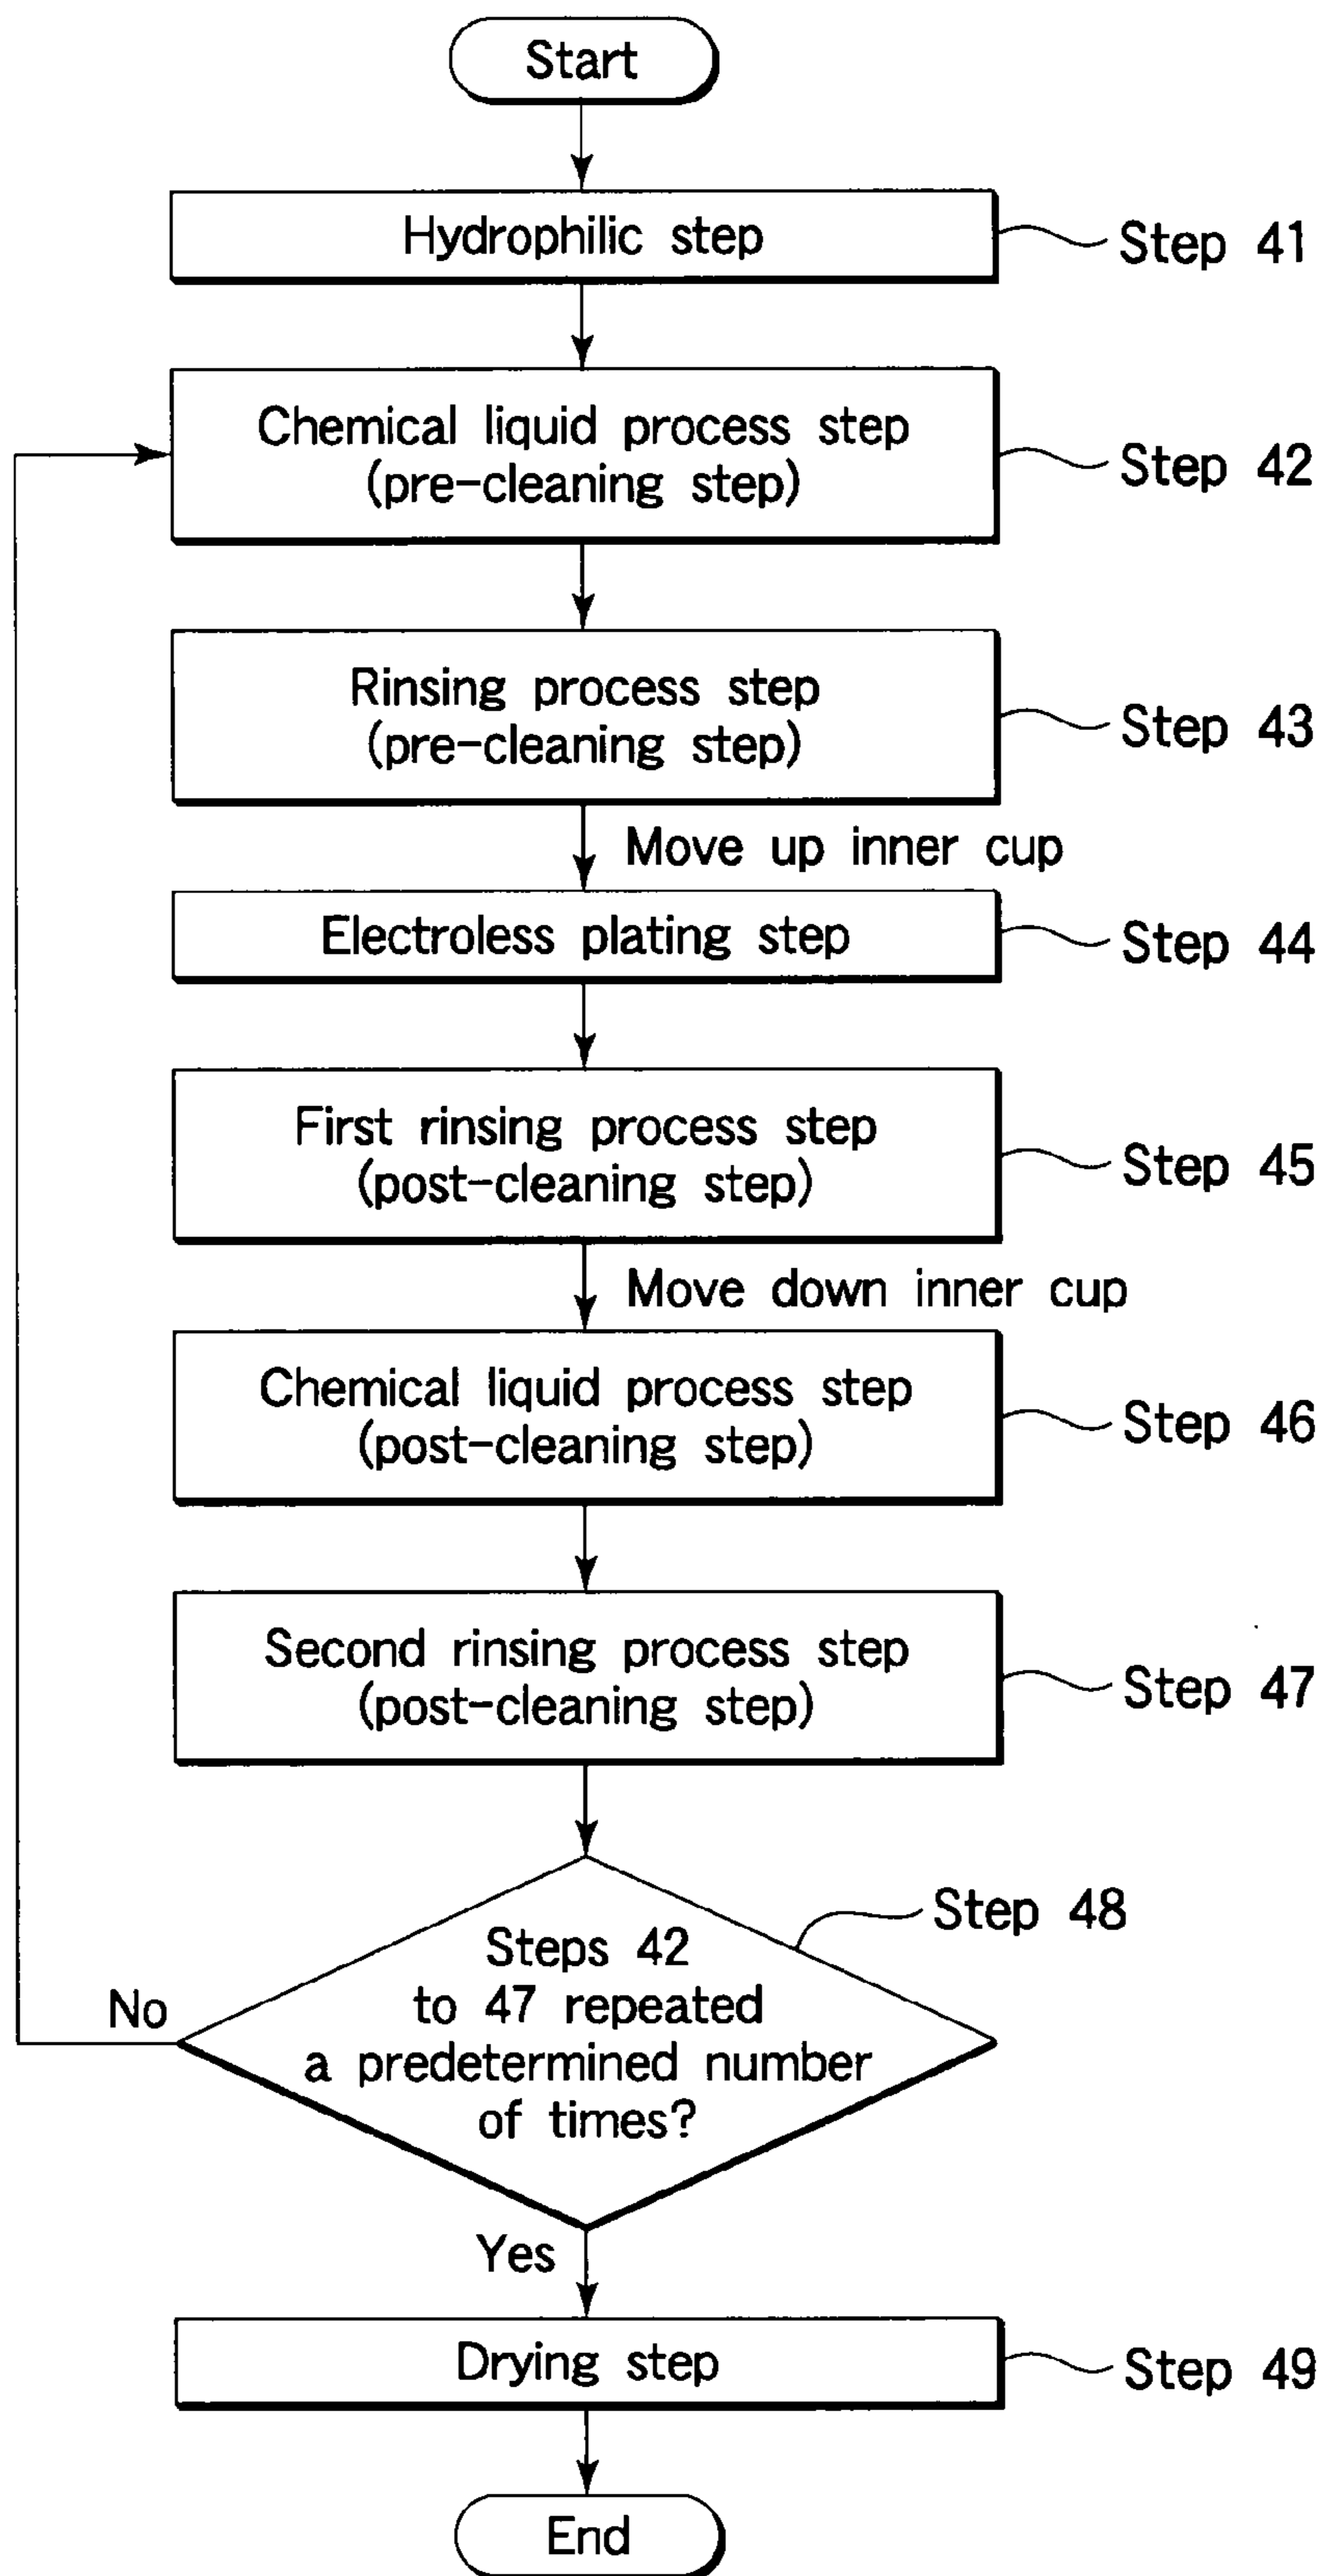 Start
Hydrophilic step
Step 41
Chemical liquid process step
(pre-cleaning step)
Step 42
Rinsing process step
(pre-cleaning step)
Step 43
Move up inner cup
Electroless plating step
Step 44
First rinsing process step
(post-cleaning step)
Step 45
Move down inner cup
Chemical liquid process step
(post-cleaning step)
Step 46
Second rinsing process step
(post-cleaning step)
Step 47
Step 48
Steps 42
to 47 repeated
a predetermined number
of times?
No
Yes
Drying step
Step 49
End